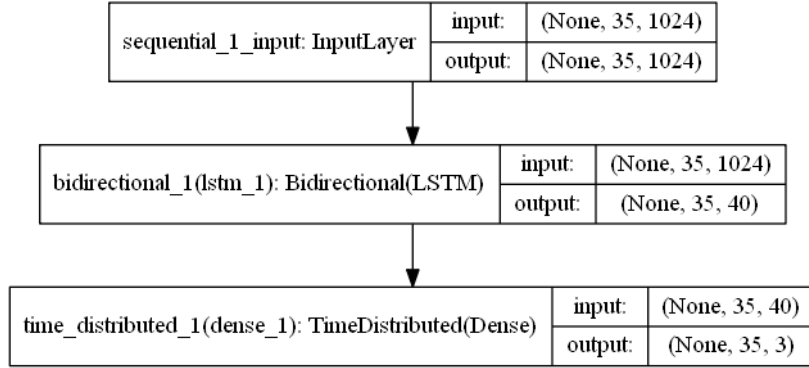 sequential_1_input: InputLayer
input: (None, 35, 1024)
output: (None, 35, 1024)
bidirectional_1(lstm_1): Bidirectional(LSTM)
input: (None, 35, 1024)
output: (None, 35, 40)
time_distributed_1(dense_1): TimeDistributed(Dense)
input: (None, 35, 40)
output: (None, 35, 3)